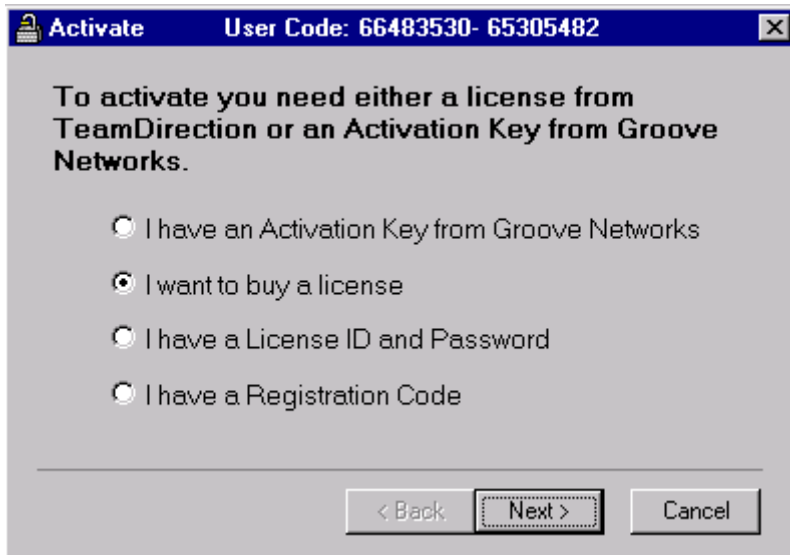 Activate User Code: 66483530- 65305482
To activate you need either a license from
TeamDirection or an Activation Key from Groove
Networks.
I have an Activation Key from Groove Networks
I want to buy a license
I have a License ID and Password
I have a Registration Code
< Back Next > Cancel